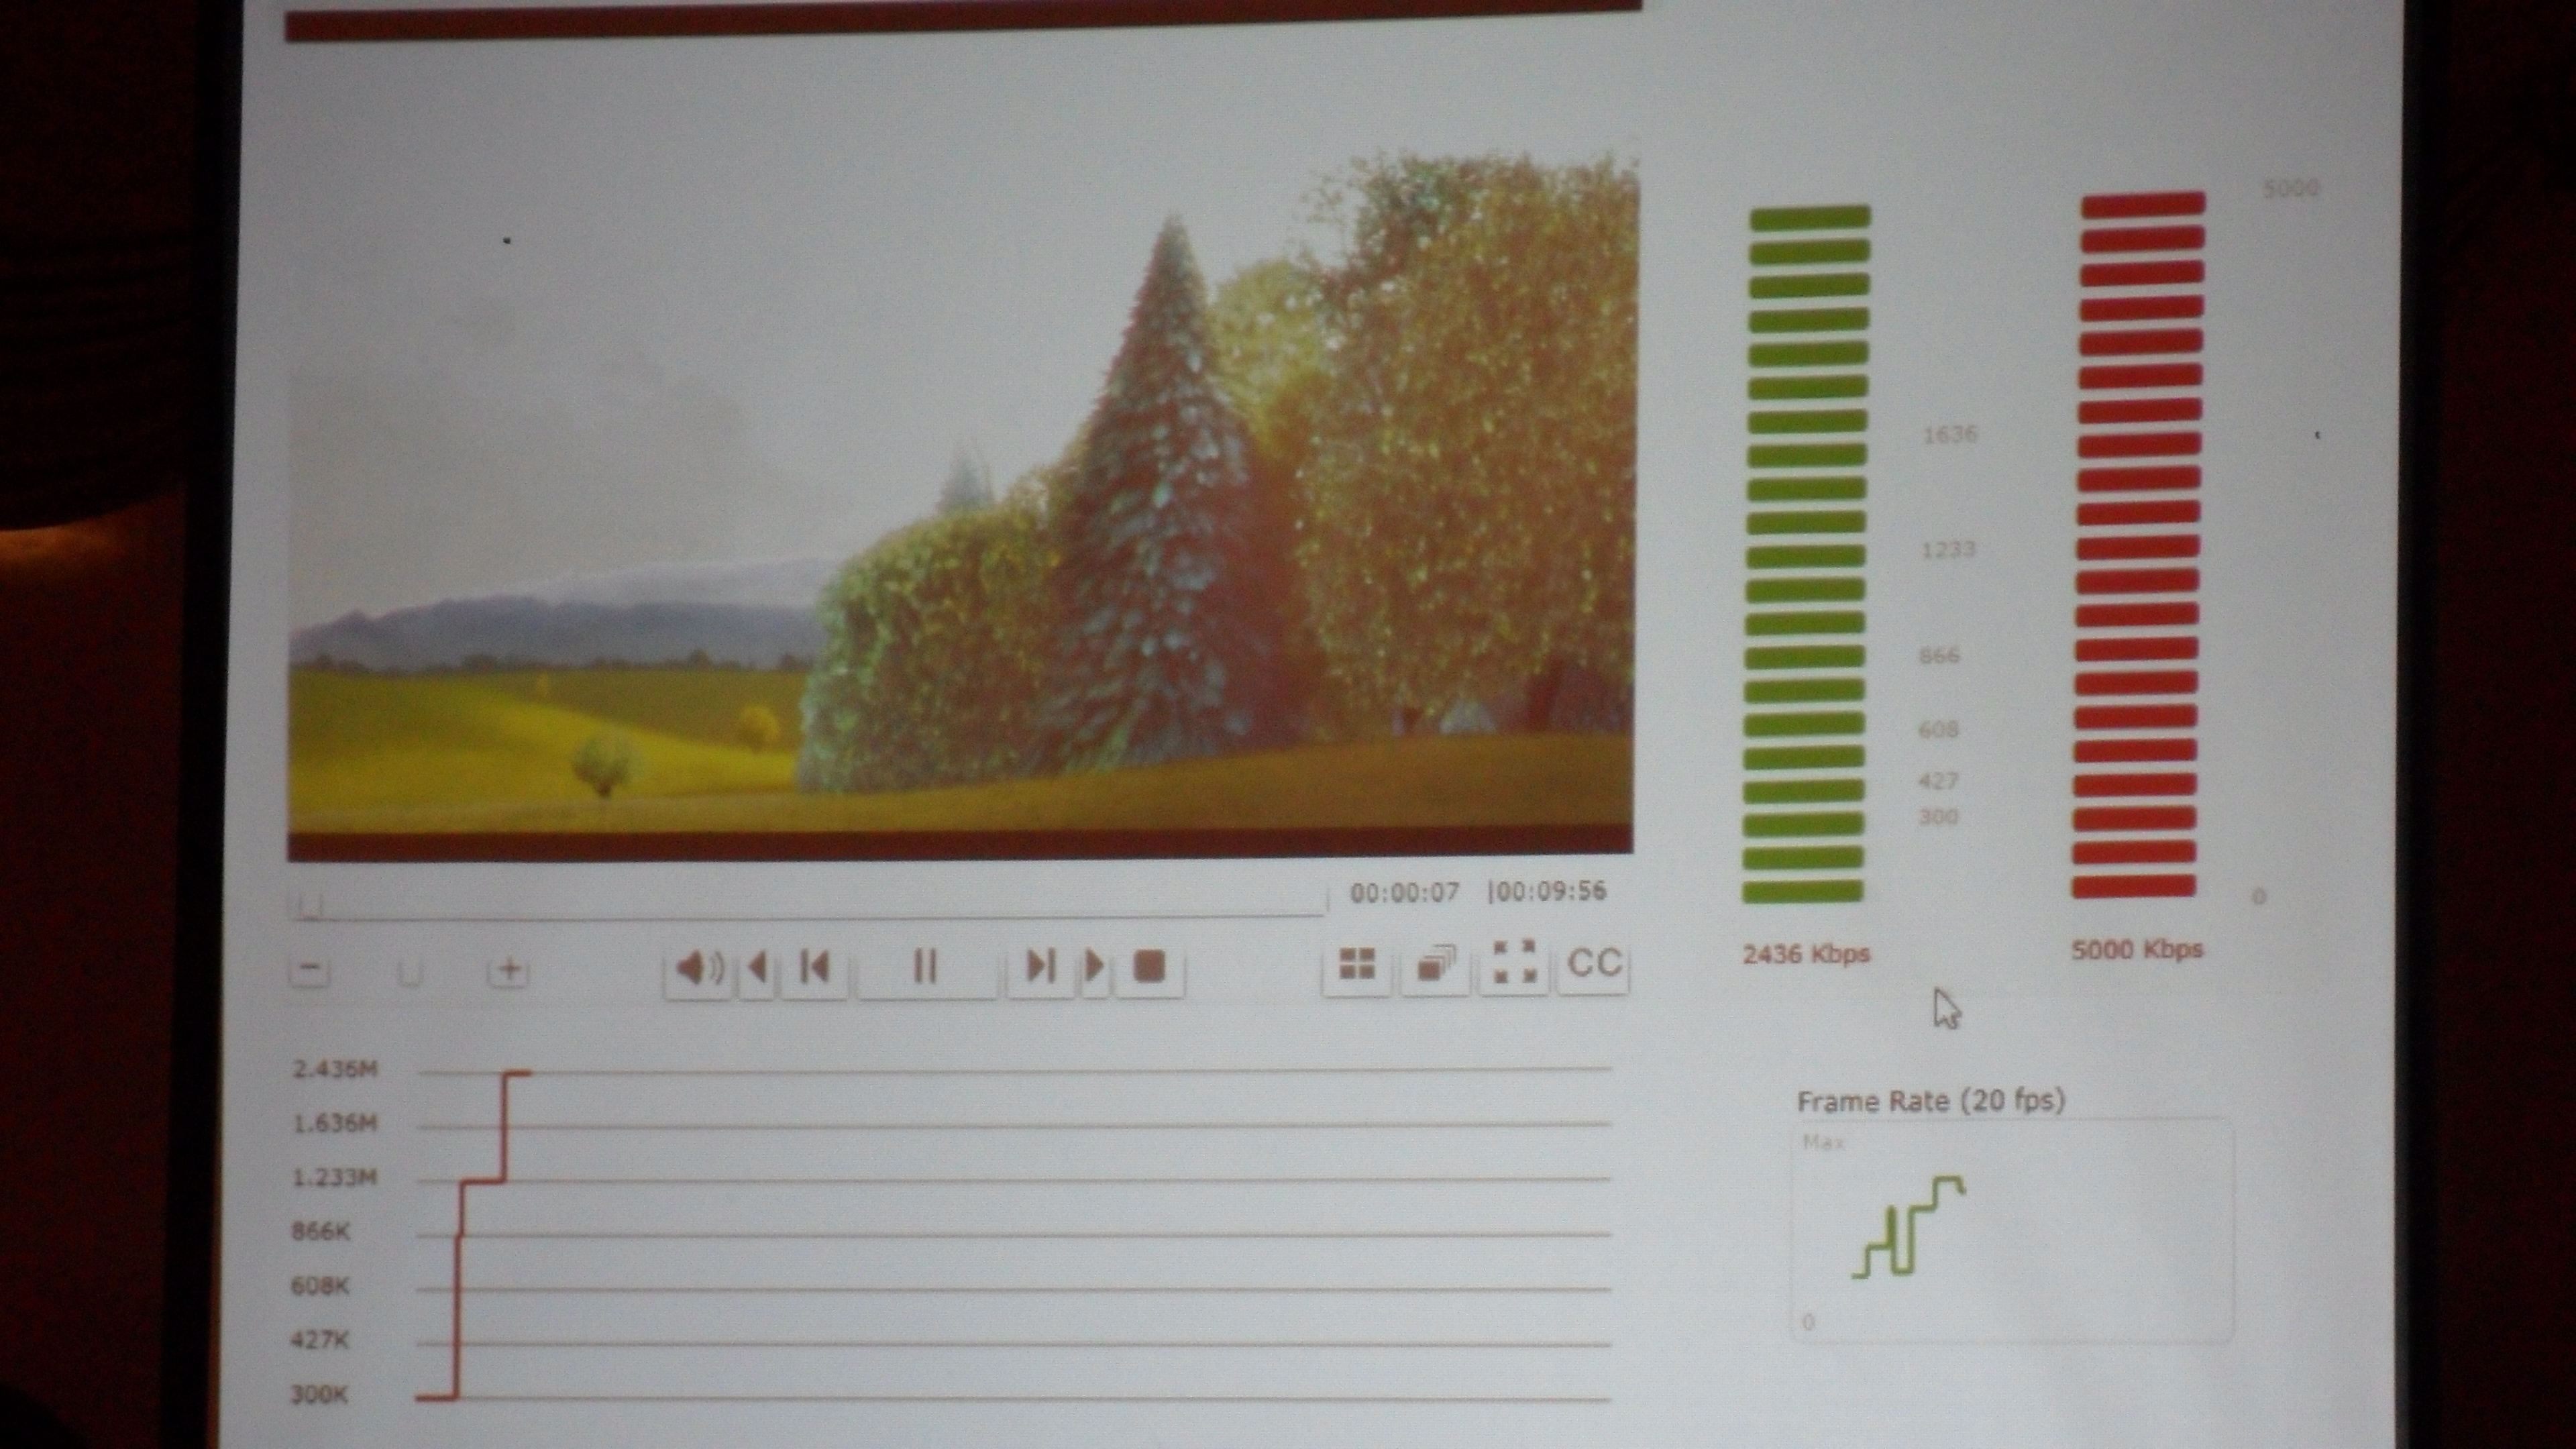 5000
1636
1233
866
608
427
300
0
00:00:07 |00:09:56
CC
2436 Kbps
5000 Kbps
2.436M
1.636M
1.233M
866K
608K
427K
300K
Frame Rate (20 fps)
Max
0